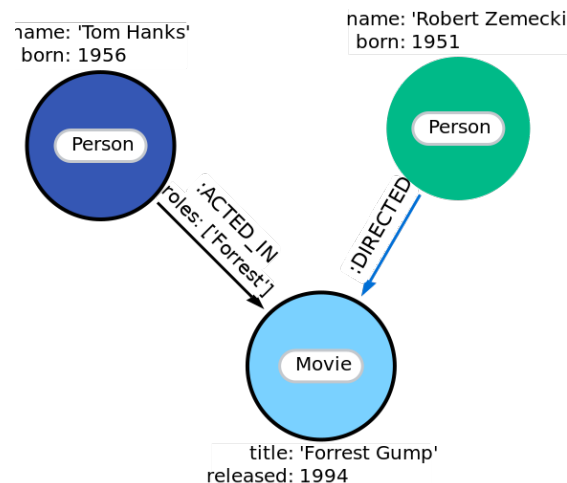 name: 'Tom Hanks'
born: 1956
name: 'Robert Zemecki
born: 1951
Person
Person
:ACTED_IN
roles: ['Forrest']
:DIRECTED
Movie
title: 'Forrest Gump'
released: 1994